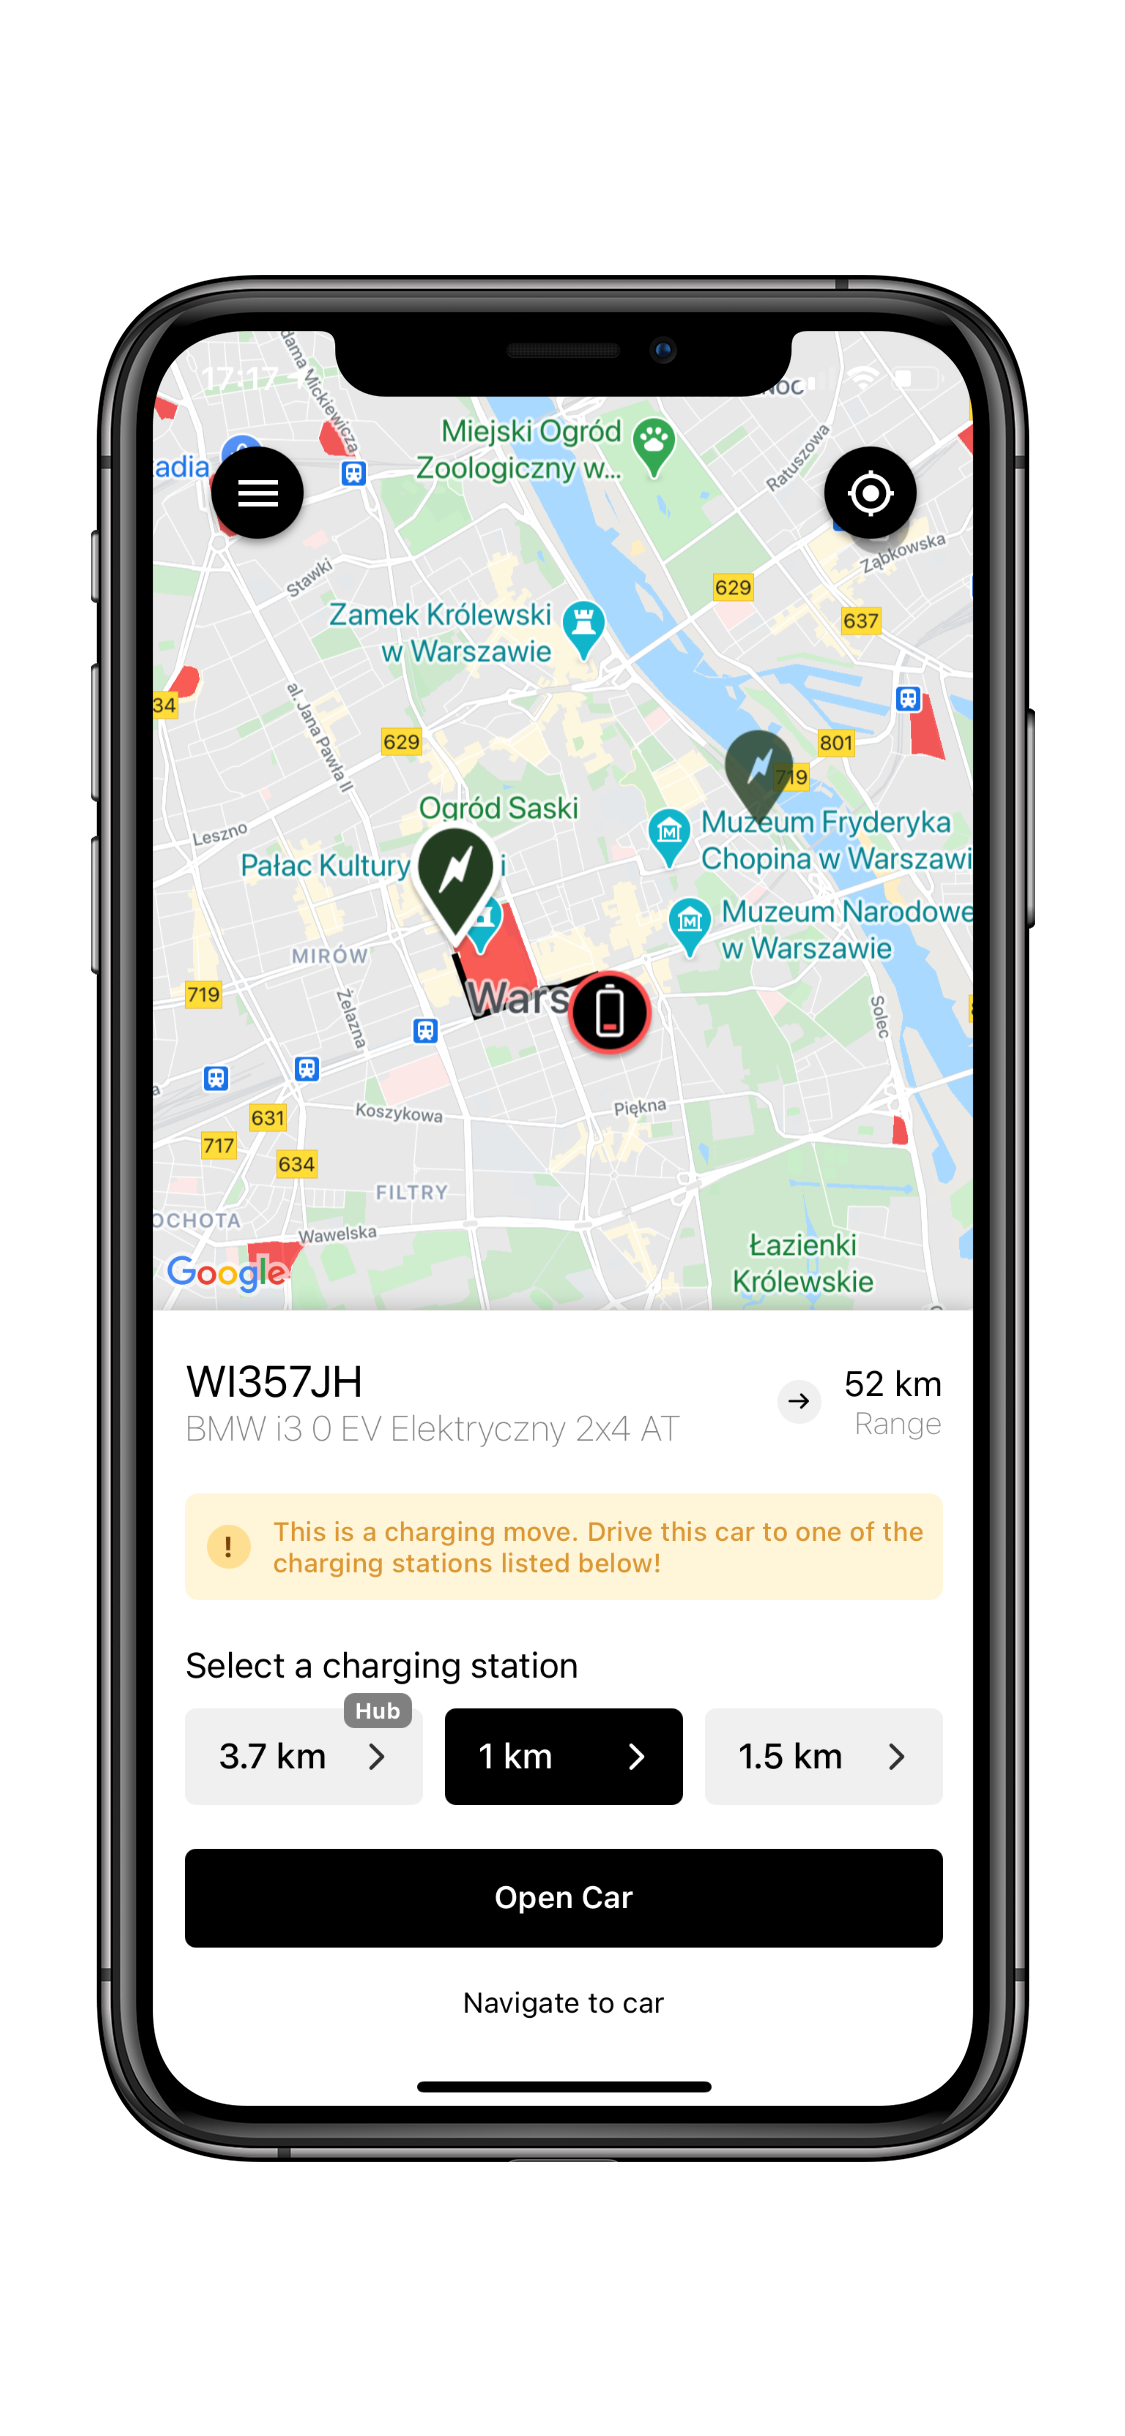 dama Mickiewicza
NOC
17:17
Miejski Ogród
Zoologiczny w...
Ratuszowa
adia
Ząbkowska
Stawki
629
Zamek Królewski
w Warszawie
637
34
al. Jana Pawła II
629
801
719
Ogród Saski
Leszno
Muzeum Fryderyka
Chopina w Warszawi
Pałac Kultury i
Muzeum Narodowe
w Warszawie
MIRÓW
719
Żelazna
Wars
Solec
631
Koszykowa
Piękna
717
634
FILTRY
OCHOTA
Wawelska
Łazienki
Królewskie
Google
WI357JH
BMW i3 0 EV Elektryczny 2x4 AT
52 km
Range
This is a charging move. Drive this car to one of the
charging stations listed below!
Select a charging station
Hub
3.7 km
1 km
1.5 km
Open Car
Navigate to car